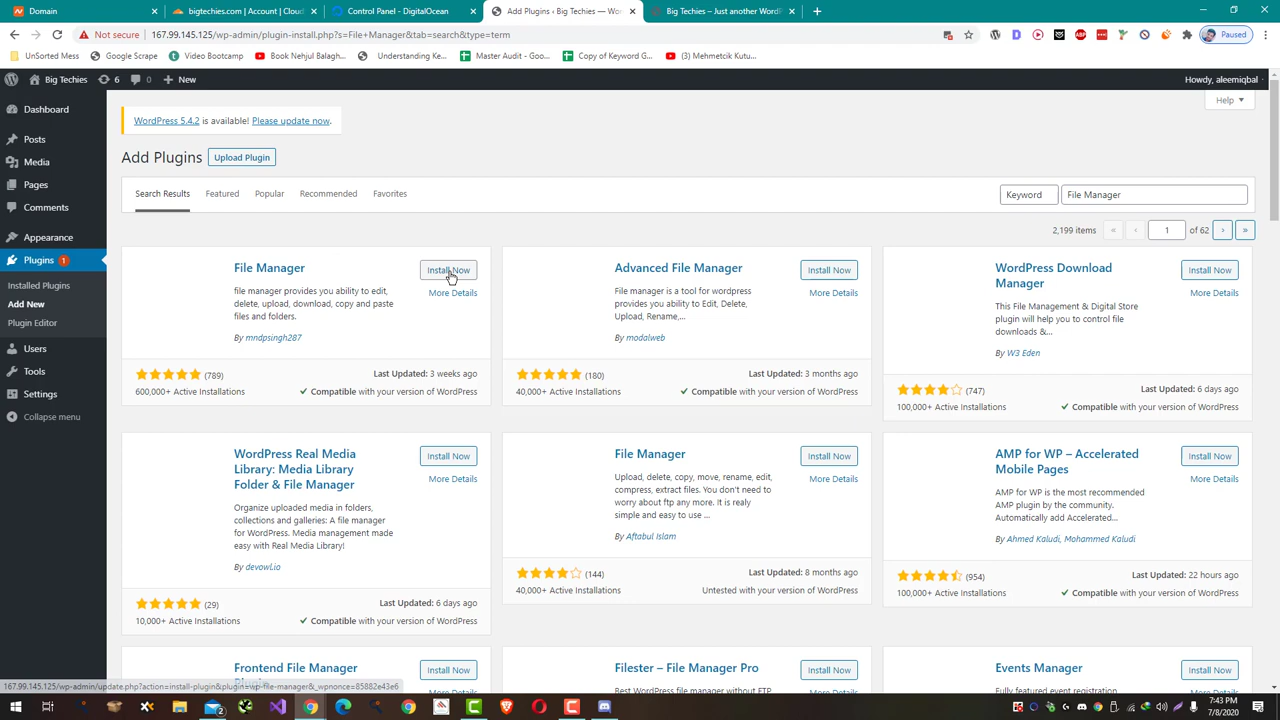 Domain
bigtechies.com | Account | Cloud
Control Panel - DigitalOcean
Add Plugins ‹ Big Techies — Wor
Big Techies – Just another WordP
Not secure | 167.99.145.125/wp-admin/plugin-install.php?s=File+Manager&tab=search&type=term
Paused
UnSorted Mess
Google Scrape
Video Bootcamp
Book Nehjul Balagh...
Understanding Ke...
Master Audit - Goo...
Copy of Keyword G...
(3) Mehmetcik Kutu...
Big Techies
6
0
New
Howdy, aleemiqbal
Dashboard
Posts
Media
Pages
Comments
Appearance
Plugins 1
Installed Plugins
Add New
Plugin Editor
Users
Tools
Settings
Collapse menu
Help
WordPress 5.4.2 is available! Please update now.
Add Plugins
Upload Plugin
Search Results
Featured
Popular
Recommended
Favorites
Keyword
File Manager
2,199 items
«
‹
1
of 62
›
»
File Manager
Install Now
More Details
file manager provides you ability to edit,
delete, upload, download, copy and paste
files and folders.
By mndpsingh287
(789)
600,000+ Active Installations
Last Updated: 3 weeks ago
Compatible with your version of WordPress
Advanced File Manager
Install Now
More Details
File manager is a tool for wordpress
provides you ability to Edit, Delete,
Upload, Rename,...
By modalweb
(180)
40,000+ Active Installations
Last Updated: 3 months ago
Compatible with your version of WordPress
WordPress Download
Manager
Install Now
More Details
This File Management & Digital Store
plugin will help you to control file
downloads &...
By W3 Eden
(747)
100,000+ Active Installations
Last Updated: 6 days ago
Compatible with your version of WordPress
WordPress Real Media
Library: Media Library
Folder & File Manager
Install Now
More Details
Organize uploaded media in folders,
collections and galleries: A file manager
for WordPress. Media management made
easy with Real Media Library!
By devowl.io
(29)
10,000+ Active Installations
Last Updated: 6 days ago
Compatible with your version of WordPress
File Manager
Install Now
More Details
Upload, delete, copy, move, rename, edit,
compress, extract files. You don't need to
worry about ftp any more. It is realy
simple and easy to use ...
By Aftabul Islam
(144)
40,000+ Active Installations
Last Updated: 8 months ago
Untested with your version of WordPress
AMP for WP – Accelerated
Mobile Pages
Install Now
More Details
AMP for WP is the most recommended
AMP plugin by the community.
Automatically add Accelerated...
By Ahmed Kaludi, Mohammed Kaludi
(954)
100,000+ Active Installations
Last Updated: 22 hours ago
Compatible with your version of WordPress
Frontend File Manager
Install Now
Filester – File Manager Pro
Install Now
Best WordPress file manager without FTP
Events Manager
Install Now
Fully featured event registration
167.99.145.125/wp-admin/update.php?action=install-plugin&plugin=wp-file-manager&_wpnonce=85882e43e6
7:43 PM
7/8/2020